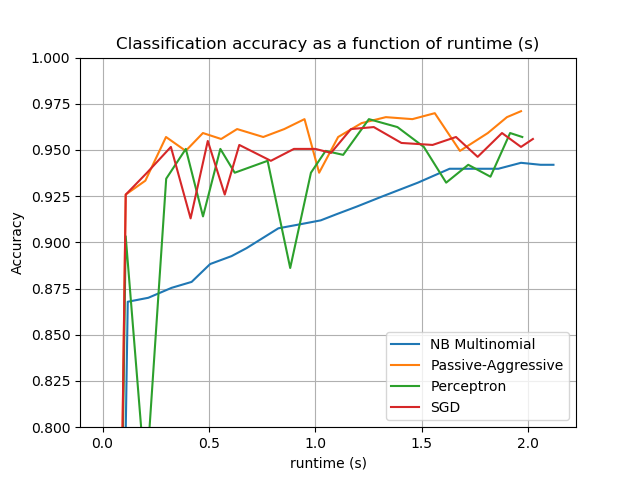 Classification accuracy as a function of runtime (s)
1.000
0.975
0.950
0.925
0.900
0.875
0.850
0.825
0.800
Accuracy
NB Multinomial
Passive-Aggressive
Perceptron
SGD
0.0 0.5 1.0 1.5 2.0
runtime (s)